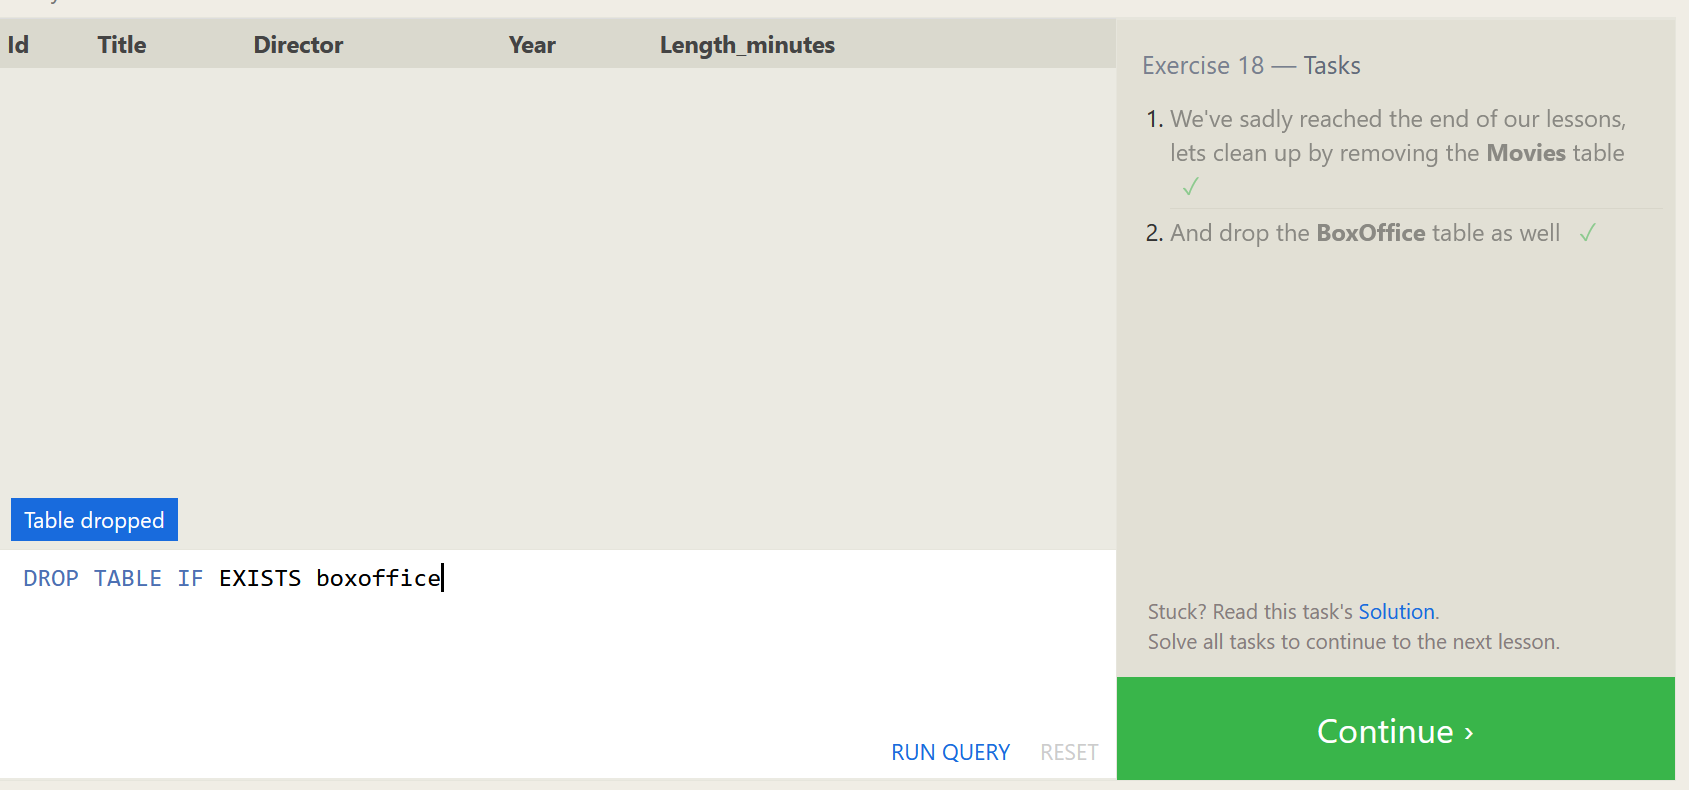 Id Title Director Year Length_minutes
Table dropped
DROP TABLE IF EXISTS boxoffice
RUN QUERY RESET
Exercise 18 — Tasks
1. We've sadly reached the end of our lessons,
lets clean up by removing the Movies table
✓
2. And drop the BoxOffice table as well ✓
Stuck? Read this task's Solution.
Solve all tasks to continue to the next lesson.
Continue ›